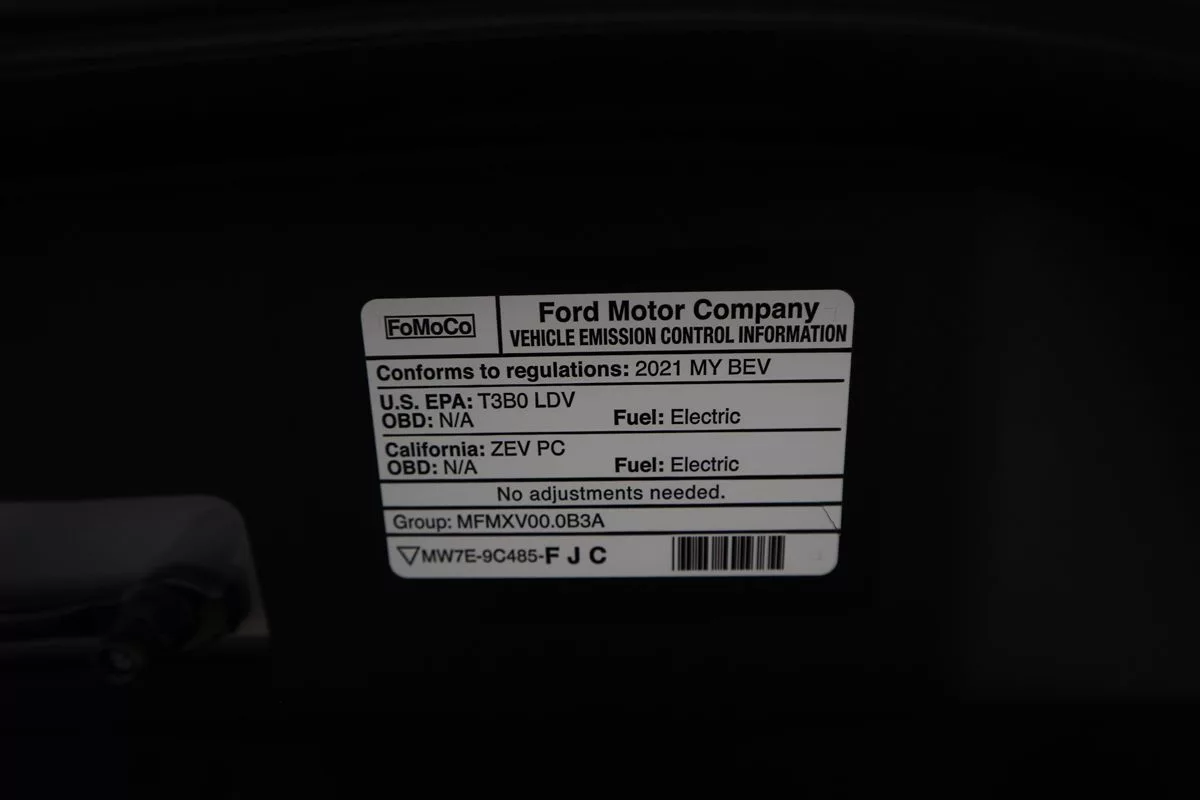 FoMoCo
Ford Motor Company
VEHICLE EMISSION CONTROL INFORMATION
Conforms to regulations: 2021 MY BEV
U.S. EPA: T3B0 LDV
OBD: N/A Fuel: Electric
California: ZEV PC
OBD: N/A Fuel: Electric
No adjustments needed.
Group: MFMXV00.0B3A
MW7E-9C485-F J C